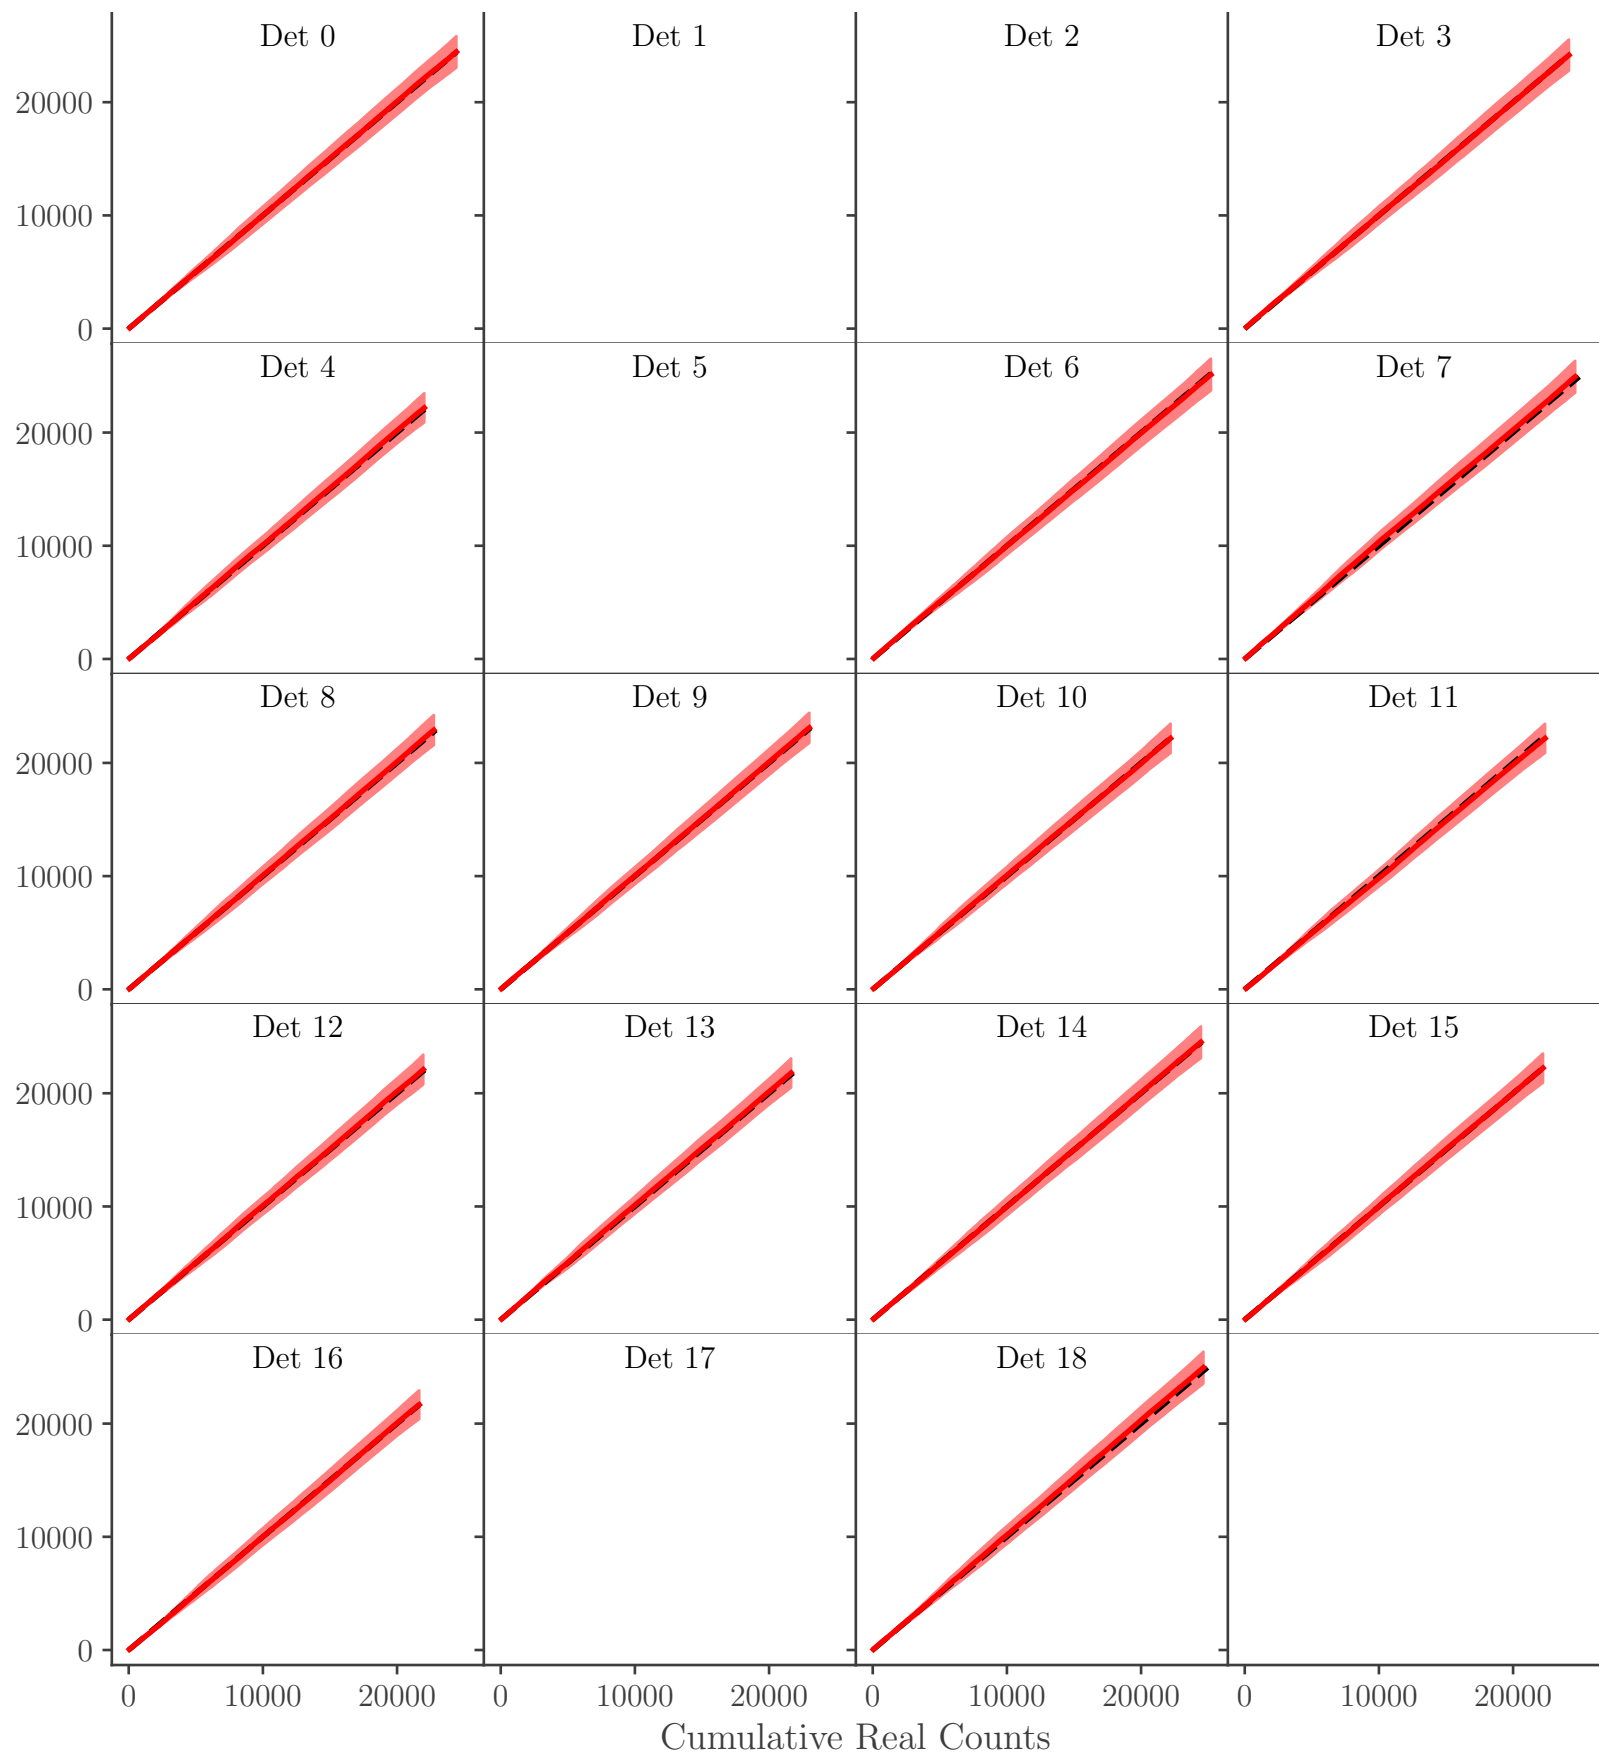 Det 0 Det 1 Det 2 Det 3
20000
10000
0
Det 4 Det 5 Det 6 Det 7
20000
10000
0
Det 8 Det 9 Det 10 Det 11
20000
10000
0
Det 12 Det 13 Det 14 Det 15
20000
10000
0
Det 16 Det 17 Det 18
20000
10000
0
0 10000 20000 0 10000 20000 0 10000 20000 0 10000 20000
Cumulative Real Counts